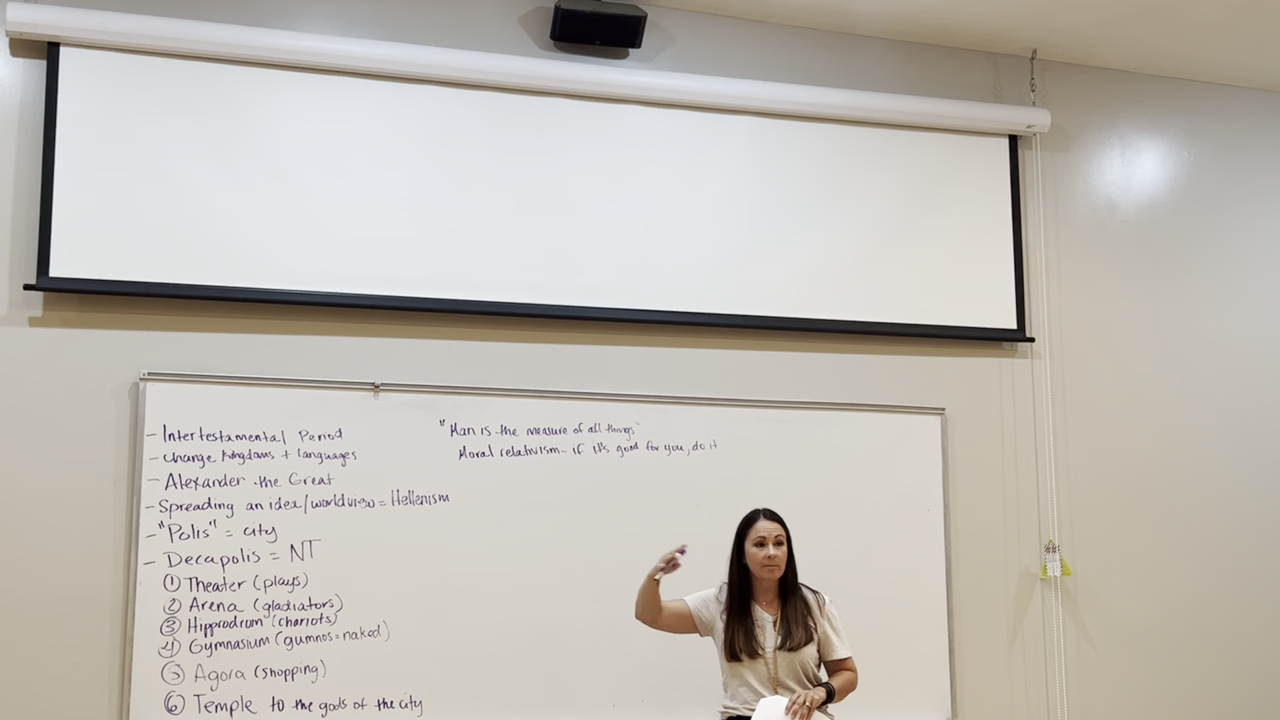 - Intertestamental Period
- change kingdoms + languages
- Alexander the Great
- Spreading an idea/worldview = Hellenism
- "Polis" = city
- Decapolis = NT
① Theater (plays)
② Arena (gladiators)
③ Hipprodrom (chariots)
④ Gymnasium (gumnos=naked)
⑤ Agora (shopping)
⑥ Temple to the gods of the city
"Man is the measure of all things"
Moral relativism - if it's good for you, do it